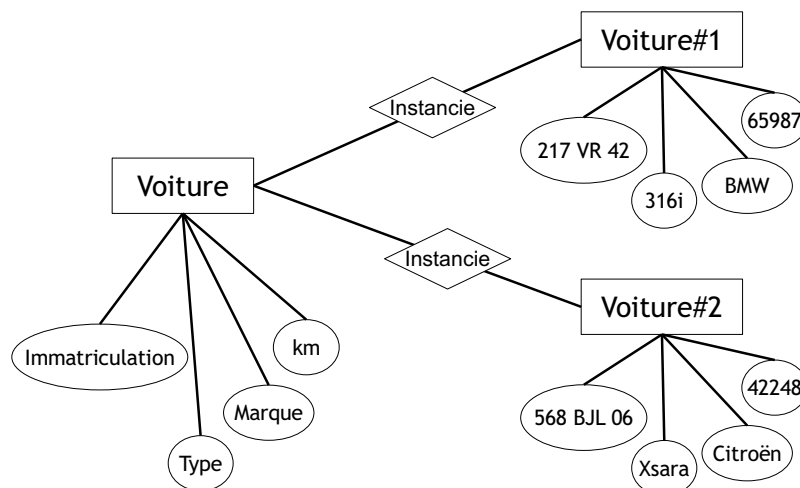 Voiture#1
Instancie
65987
217 VR 42
BMW
316i
Voiture
Instancie
Voiture#2
km
Immatriculation
42248
Marque
568 BJL 06
Citroën
Type
Xsara